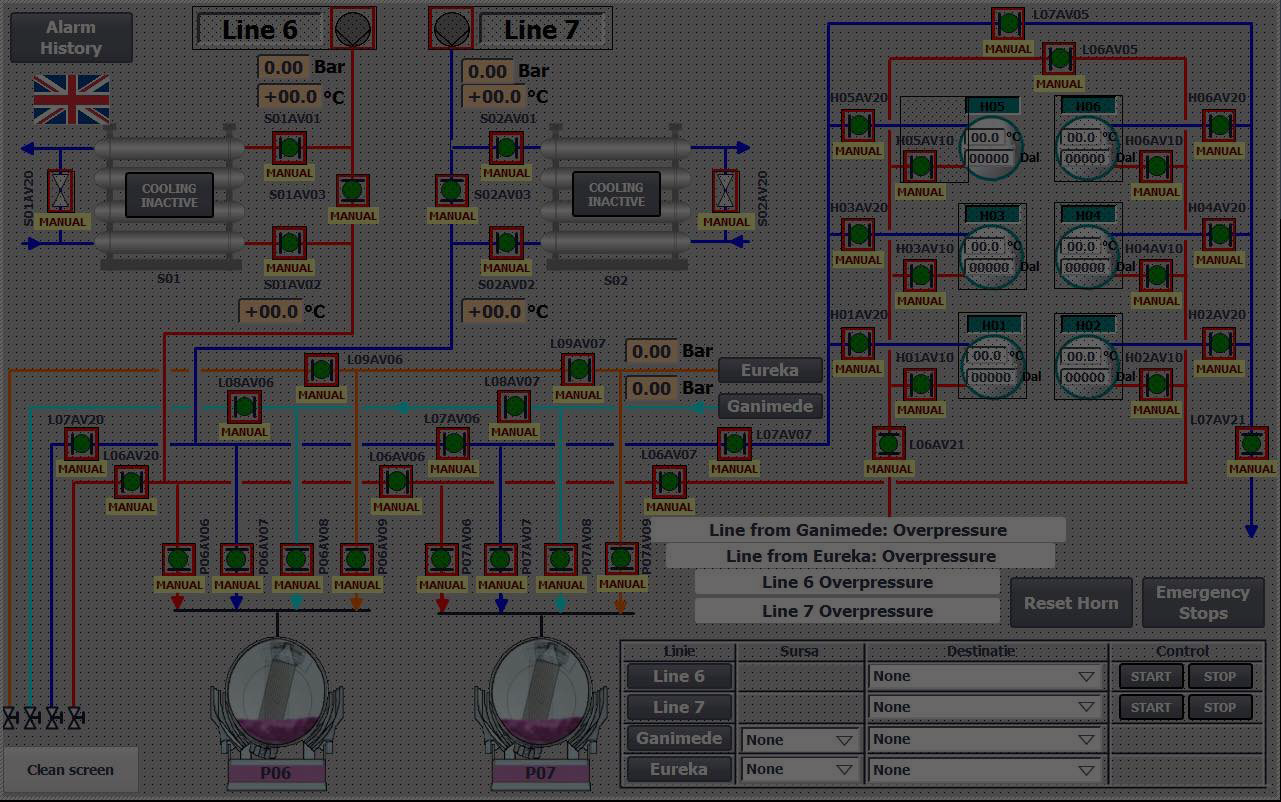 Alarm
History
Line 6
Line 7
0.00 Bar
+00.0 °C
0.00 Bar
+00.0 °C
L07AV05
MANUAL
L06AV05
MANUAL
S01AV01
MANUAL
S02AV01
MANUAL
H05AV20
MANUAL
H05
00.0 °C
00000 Dal
H05AV10
MANUAL
H06
00.0 °C
00000 Dal
H06AV20
MANUAL
H06AV10
MANUAL
S01AV20
MANUAL
COOLING
INACTIVE
S01AV03
MANUAL
S02AV03
MANUAL
COOLING
INACTIVE
S02AV20
MANUAL
MANUAL
S01AV02
MANUAL
S02AV02
S01
S02
H03AV20
MANUAL
H03
00.0 °C
00000 Dal
H03AV10
MANUAL
H04
00.0 °C
00000 Dal
H04AV20
MANUAL
H04AV10
MANUAL
+00.0 °C
+00.0 °C
H01AV20
MANUAL
H01
00.0 °C
00000 Dal
H01AV10
MANUAL
H02
00.0 °C
00000 Dal
H02AV20
MANUAL
H02AV10
MANUAL
L09AV06
MANUAL
L09AV07
MANUAL
0.00 Bar
Eureka
0.00 Bar
Ganimede
L08AV06
MANUAL
L08AV07
MANUAL
L07AV20
MANUAL
L06AV20
MANUAL
L07AV06
MANUAL
L06AV06
MANUAL
L07AV07
MANUAL
L06AV07
MANUAL
L06AV21
MANUAL
L07AV21
MANUAL
P06AV06
MANUAL
P06AV07
MANUAL
P06AV08
MANUAL
P06AV09
MANUAL
P07AV06
MANUAL
P07AV07
MANUAL
P07AV08
MANUAL
P07AV09
MANUAL
Line from Ganimede: Overpressure
Line from Eureka: Overpressure
Line 6 Overpressure
Line 7 Overpressure
Reset Horn
Emergency
Stops
P06
P07
Clean screen
Linie Sursa Destinatie Control
Line 6 None START STOP
Line 7 None START STOP
Ganimede None None
Eureka None None